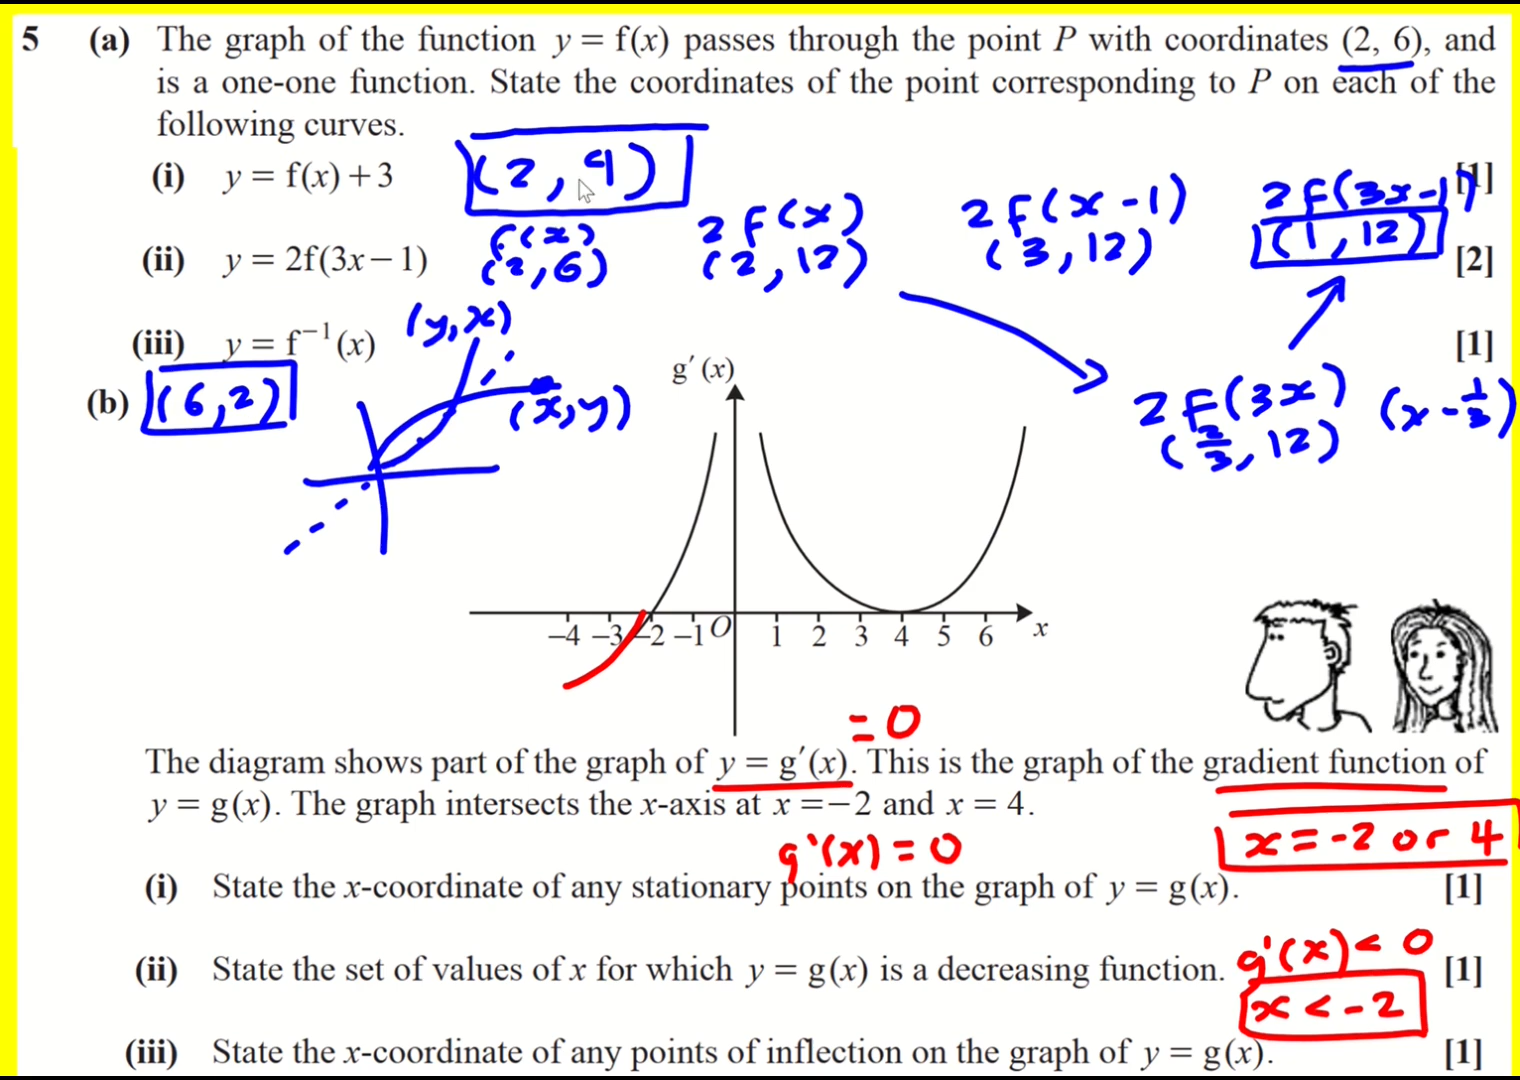 5 (a) The graph of the function y = f(x) passes through the point P with coordinates (2, 6), and
is a one-one function. State the coordinates of the point corresponding to P on each of the
following curves.
(i) y = f(x) + 3 (2, 9) [1]
f(x) 2f(x) 2f(x-1) 2f(3x-1)
(ii) y = 2f(3x − 1) (2,6) (2,12) (3,12) (1,12) [2]
(iii) y = f⁻¹(x) (y,x) [1]
(b) (6,2) (x,y) g′(x) 2f(3x) (x-1/3)
(2/3, 12)
−4 −3 −2 −1 O 1 2 3 4 5 6 x
= 0
The diagram shows part of the graph of y = g′(x). This is the graph of the gradient function of
y = g(x). The graph intersects the x-axis at x = −2 and x = 4.
g'(x) = 0 x = -2 or 4
(i) State the x-coordinate of any stationary points on the graph of y = g(x). [1]
g'(x) < 0
(ii) State the set of values of x for which y = g(x) is a decreasing function. [1]
x < -2
(iii) State the x-coordinate of any points of inflection on the graph of y = g(x). [1]